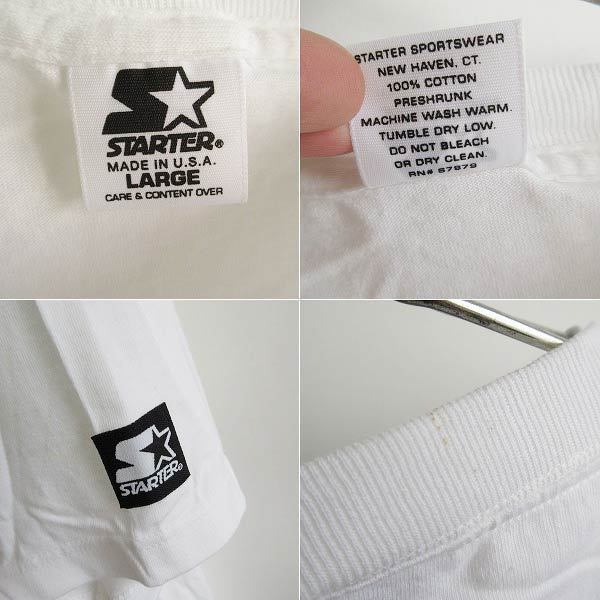 STARTER®
MADE IN U.S.A.
LARGE
CARE & CONTENT OVER
STARTER SPORTSWEAR
NEW HAVEN, CT.
100% COTTON
PRESHRUNK
MACHINE WASH WARM.
TUMBLE DRY LOW.
DO NOT BLEACH
OR DRY CLEAN.
RN# 57879
STARTER®